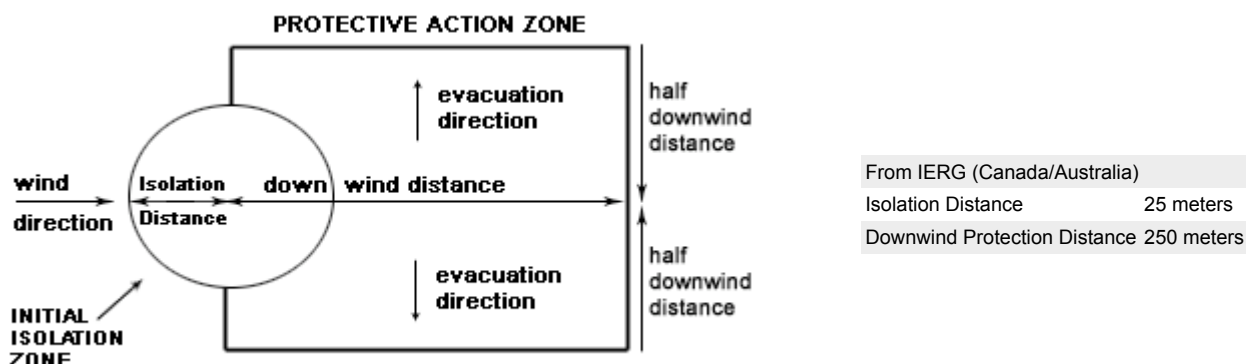 PROTECTIVE ACTION ZONE
evacuation
direction
half
downwind
distance
wind
direction
Isolation
Distance
down wind distance
evacuation
direction
half
downwind
distance
INITIAL
ISOLATION
ZONE
From IERG (Canada/Australia)
Isolation Distance 25 meters
Downwind Protection Distance 250 meters